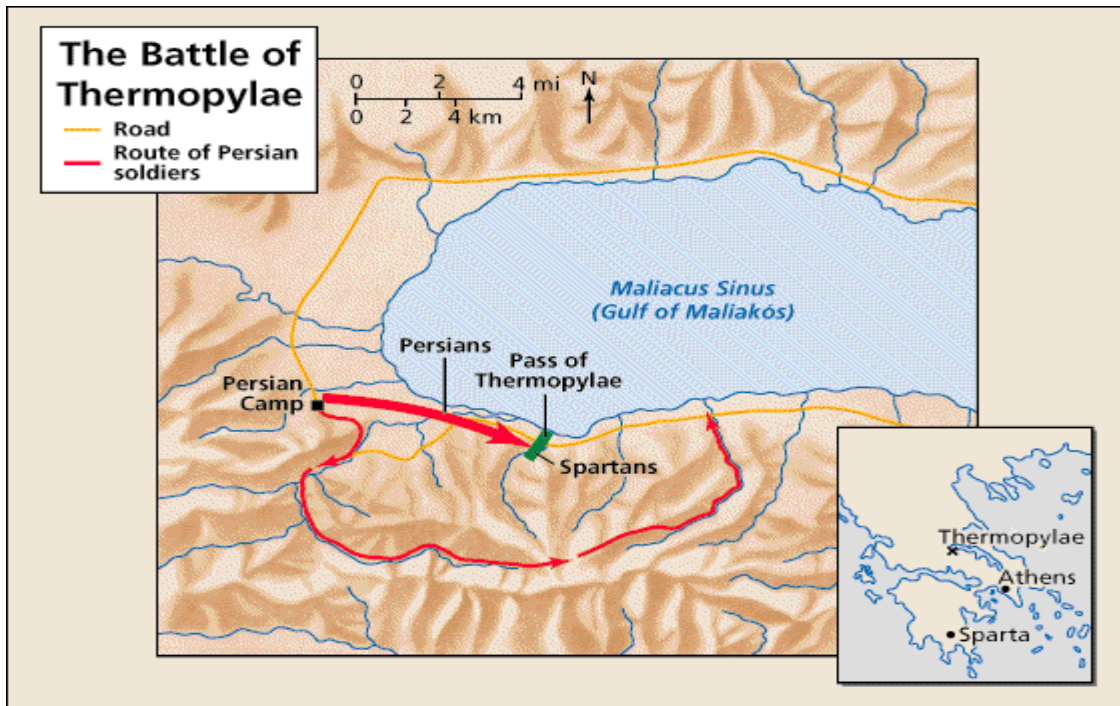 The Battle of
Thermopylae
Road
Route of Persian
soldiers
0 2 4 mi
0 2 4 km
N
Maliacus Sinus
(Gulf of Maliakós)
Persians
Pass of
Thermopylae
Persian
Camp
Spartans
Thermopylae
Athens
Sparta